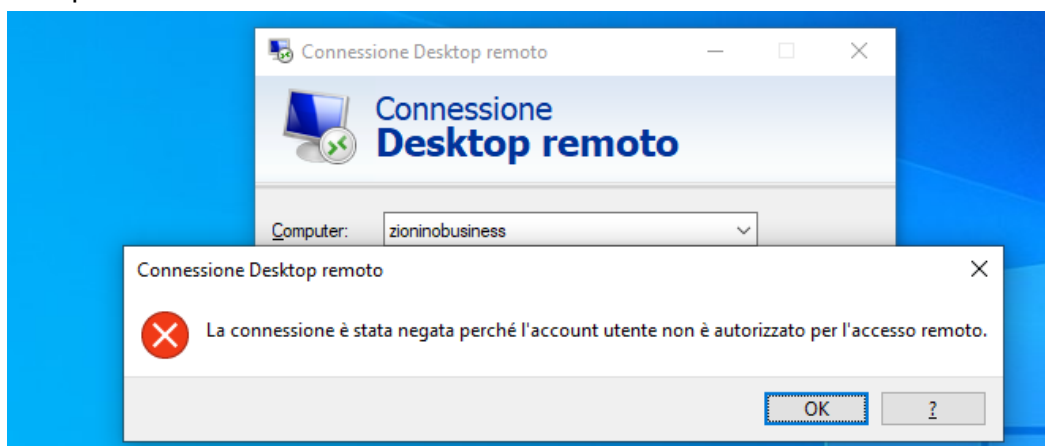 Connessione Desktop remoto
Connessione
Desktop remoto
Computer:
zioninobusiness
Connessione Desktop remoto
La connessione è stata negata perché l'account utente non è autorizzato per l'accesso remoto.
OK
?